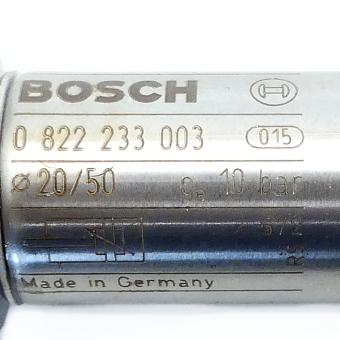 BOSCH
0 822 233 003 015
⌀ 20/50 10 bar
Made in Germany